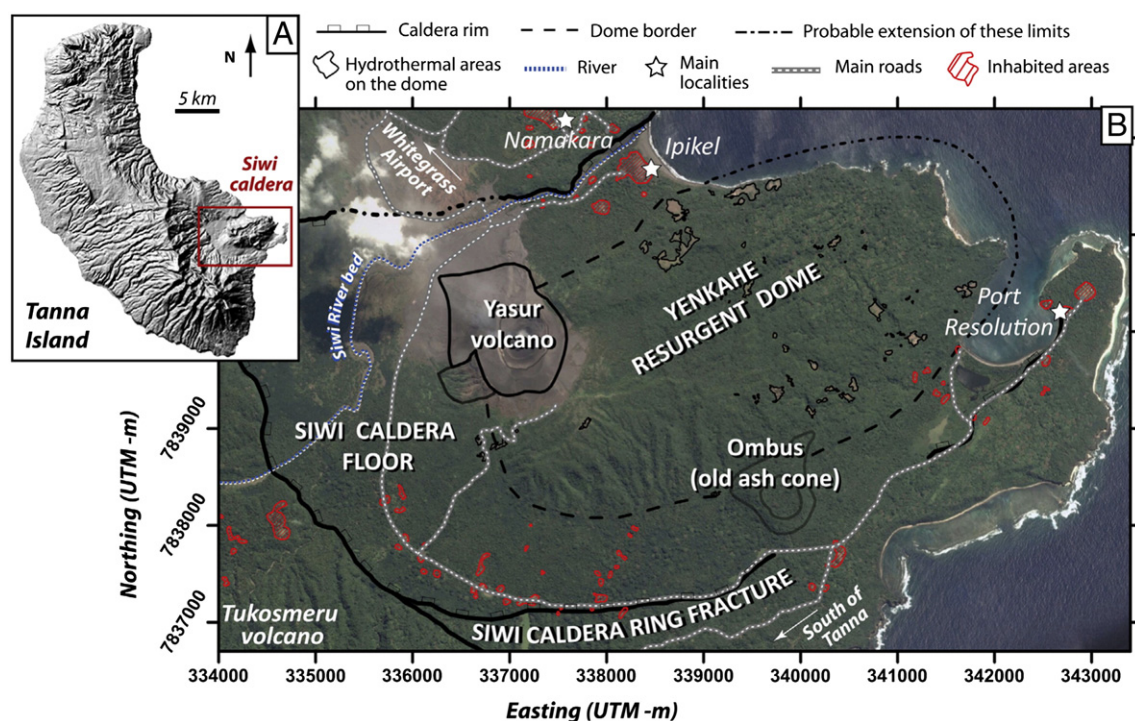 A
N
5 km
Siwi
caldera
Tanna
Island
Caldera rim
Dome border
Probable extension of these limits
Hydrothermal areas
on the dome
River
Main
localities
Main roads
Inhabited areas
B
Namakara
Ipikel
Whitegrass
Airport
Siwi River bed
Yasur
volcano
YENKAHE
RESURGENT DOME
Port
Resolution
SIWI CALDERA
FLOOR
Ombus
(old ash cone)
SIWI CALDERA RING FRACTURE
South of
Tanna
Tukosmeru
volcano
7839000
7838000
7837000
Northing (UTM -m)
334000 335000 336000 337000 338000 339000 340000 341000 342000 343000
Easting (UTM -m)